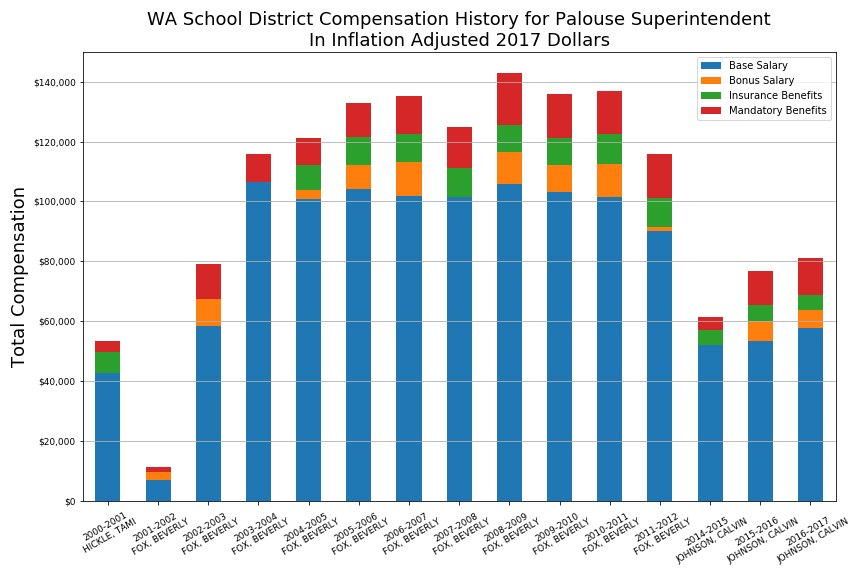 WA School District Compensation History for Palouse Superintendent
In Inflation Adjusted 2017 Dollars
Base Salary
Bonus Salary
Insurance Benefits
Mandatory Benefits
Total Compensation
$140,000
$120,000
$100,000
$80,000
$60,000
$40,000
$20,000
$0
2000-2001
HICKLE, TAMI
2001-2002
FOX, BEVERLY
2002-2003
FOX, BEVERLY
2003-2004
FOX, BEVERLY
2004-2005
FOX, BEVERLY
2005-2006
FOX, BEVERLY
2006-2007
FOX, BEVERLY
2007-2008
FOX, BEVERLY
2008-2009
FOX, BEVERLY
2009-2010
FOX, BEVERLY
2010-2011
FOX, BEVERLY
2011-2012
FOX, BEVERLY
2014-2015
JOHNSON, CALVIN
2015-2016
JOHNSON, CALVIN
2016-2017
JOHNSON, CALVIN